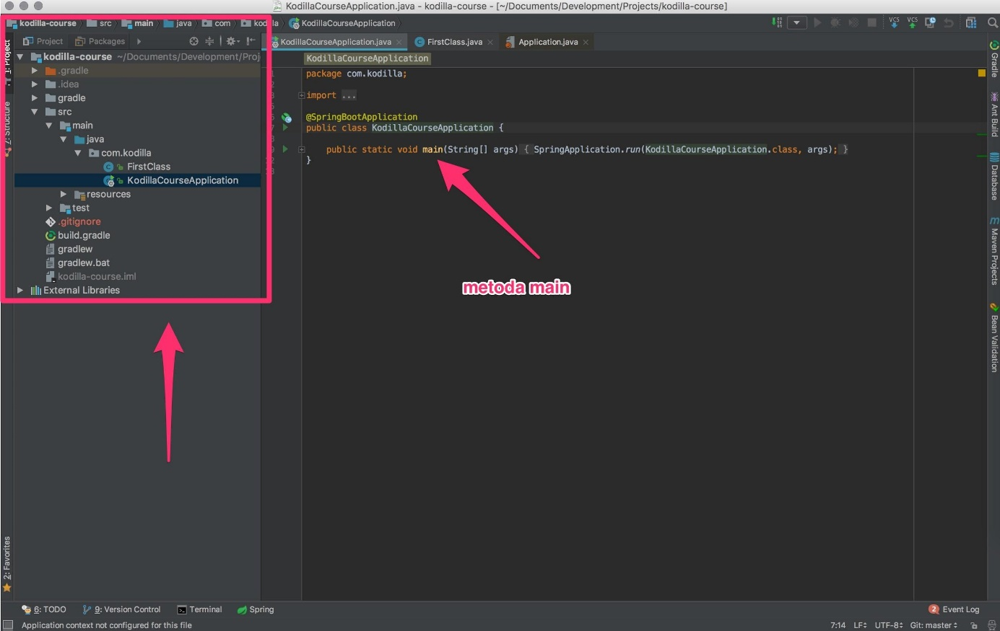 KodillaCourseApplication.java - kodilla-course - [~/Documents/Development/Projects/kodilla-course]
kodilla-course src main java com kodilla KodillaCourseApplication
VCS VCS
Project Packages
KodillaCourseApplication.java FirstClass.java Application.java
1: Project
7: Structure
2: Favorites
kodilla-course ~/Documents/Development/Proj
.gradle
.idea
gradle
src
main
java
com.kodilla
FirstClass
KodillaCourseApplication
resources
test
.gitignore
build.gradle
gradlew
gradlew.bat
kodilla-course.iml
External Libraries
KodillaCourseApplication
package com.kodilla;
import ...
@SpringBootApplication
public class KodillaCourseApplication {
public static void main(String[] args) { SpringApplication.run(KodillaCourseApplication.class, args); }
}
metoda main
Gradle
Ant Build
Database
m Maven Projects
Bean Validation
6: TODO 9: Version Control Terminal Spring 2 Event Log
Application context not configured for this file 7:14 LF UTF-8 Git: master